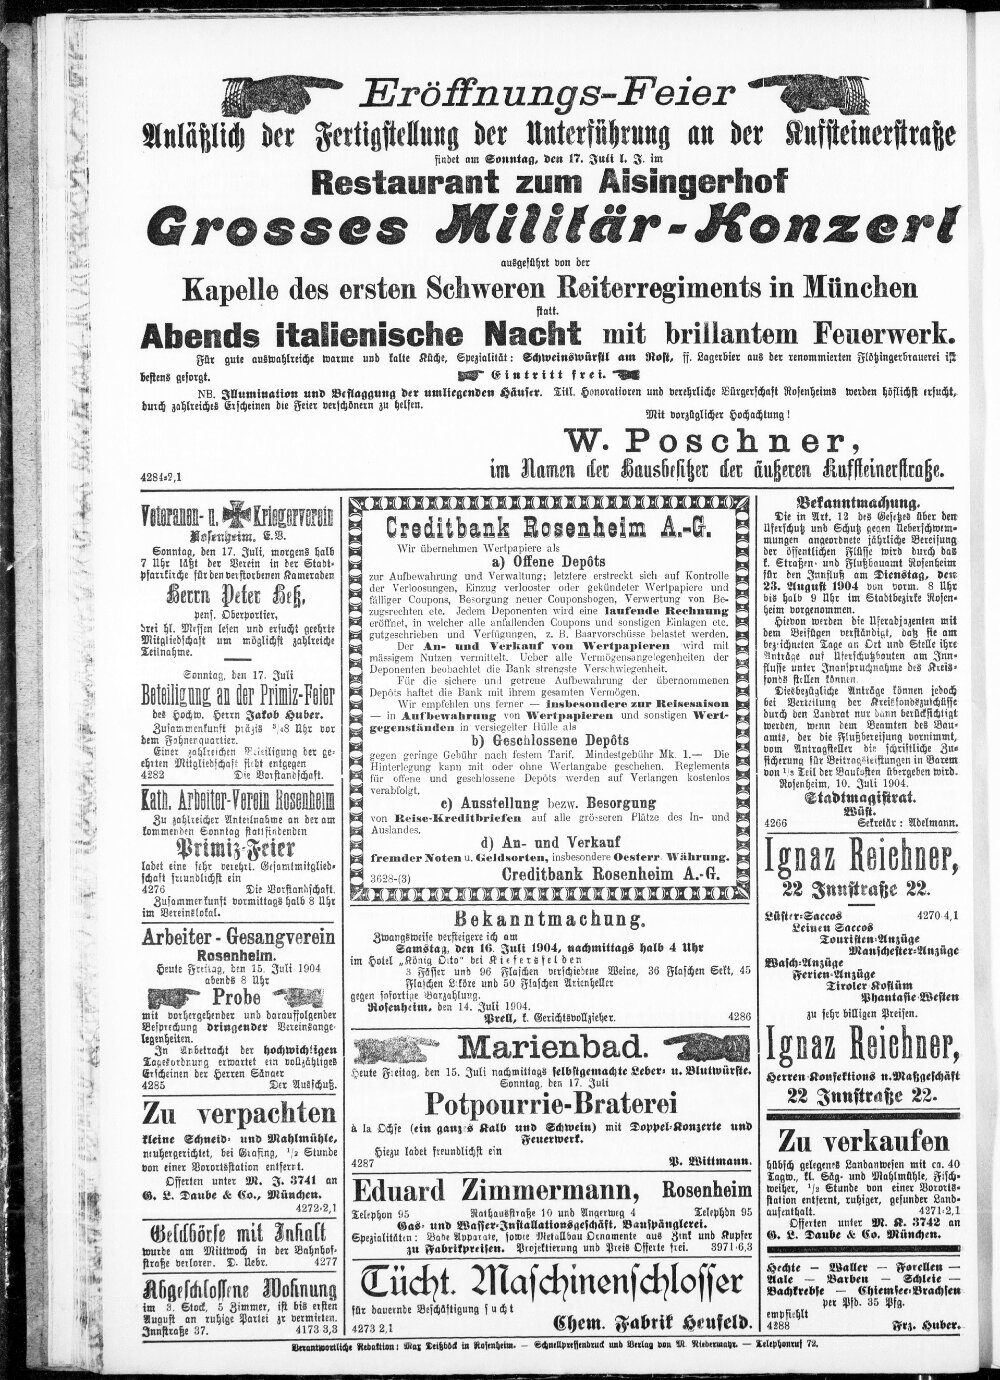 Eröffnungs-Feier
Anläßlich der Fertigstellung der Unterführung an der Kufsteinerstraße
findet am Sonntag, den 17. Juli l. J. im
Restaurant zum Aisingerhof
Grosses Militär-Konzert
ausgeführt von der
Kapelle des ersten Schweren Reiterregiments in München
statt.
Abends italienische Nacht mit brillantem Feuerwerk.
Für gute auswahlreiche warme und kalte Küche, Spezialität: Schweinswürstl am Rost, ff. Lagerbier aus der renommierten Flötzingerbrauerei ist
bestens gesorgt. Eintritt frei.
NB. Illumination und Beflaggung der umliegenden Häuser. Titl. Honoratioren und verehrliche Bürgerschaft Rosenheims werden höflichst ersucht,
durch zahlreiches Erscheinen die Feier verschönern zu helfen.
Mit vorzüglicher Hochachtung!
W. Poschner,
4284=2,1 im Namen der Hausbesitzer der äußeren Kufsteinerstraße.
Veteranen- u. Kriegerverein
Rosenheim. E. V.
Sonntag, den 17. Juli, morgens halb
7 Uhr läßt der Verein in der Stadt-
pfarrkirche für den verstorbenen Kameraden
Herrn Peter Heß,
pens. Oberportier,
drei hl. Messen lesen und ersucht geehrte
Mitgliedschaft um möglichst zahlreiche
Teilnahme.
Sonntag, den 17. Juli
Beteiligung an der Primiz-Feier
des Hochw. Herrn Jakob Huber.
Zusammenkunft präzis ³/₄8 Uhr vor
dem Fahnenquartier.
Einer zahlreichen Beteiligung der ge-
ehrten Mitgliedschaft sieht entgegen
4282 Die Vorstandschaft.
Kath. Arbeiter-Verein Rosenheim
Zu zahlreicher Anteilnahme an der am
kommenden Sonntag stattfindenden
Primiz-Feier
ladet eine sehr verehrl. Gesamtmitglied-
schaft freundlichst ein
4276 Die Vorstandschaft.
Zusammenkunft vormittags halb 8 Uhr
im Vereinslokal.
Arbeiter-Gesangverein
Rosenheim.
Heute Freitag, den 15. Juli 1904
abends 8 Uhr
Probe
mit vorhergehender und darauffolgender
Besprechung dringender Vereinsange-
legenheiten.
In Anbetracht der hochwichtigen
Tagesordnung erwartet ein vollzähliges
Erscheinen der Herren Sänger
4285 Der Ausschuß.
Zu verpachten
kleine Schneid- und Mahlmühle,
neuhergerichtet, bei Grafing, ¹/₂ Stunde
von einer Vorortsstation entfernt.
Offerten unter M. J. 3741 an
G. L. Daube & Co., München.
4272=2,1
Geldbörse mit Inhalt
wurde am Mittwoch in der Bahnhof-
straße verloren. D. Uebr. 4277
Abgeschlossene Wohnung
im 3. Stock, 5 Zimmer, ist bis ersten
August an ruhige Partei zu vermieten.
Innstraße 37. 4173 3,3
Creditbank Rosenheim A.-G.
Wir übernehmen Wertpapiere als
a) Offene Depôts
zur Aufbewahrung und Verwaltung; letztere erstreckt sich auf Kontrolle
der Verloosungen, Einzug verlooster oder gekündeter Wertpapiere und
fälliger Coupons, Besorgung neuer Couponsbogen, Verwertung von Be-
zugsrechten etc. Jedem Deponenten wird eine laufende Rechnung
eröffnet, in welcher alle anfallenden Coupons und sonstigen Einlagen etc.
gutgeschrieben und Verfügungen, z. B. Baarvorschüsse belastet werden.
Der An- und Verkauf von Wertpapieren wird mit
mässigem Nutzen vermittelt. Ueber alle Vermögensangelegenheiten der
Deponenten beobachtet die Bank strengste Verschwiegenheit.
Für die sichere und getreue Aufbewahrung der übernommenen
Depôts haftet die Bank mit ihrem gesamten Vermögen.
Wir empfehlen uns ferner — insbesondere zur Reisesaison
— in Aufbewahrung von Wertpapieren und sonstigen Wert-
gegenständen in versiegelter Hülle als
b) Geschlossene Depôts
gegen geringe Gebühr nach festem Tarif. Mindestgebühr Mk. 1.— Die
Hinterlegung kann mit oder ohne Wertangabe geschehen. Reglements
für offene und geschlossene Depôts werden auf Verlangen kostenlos
verabfolgt.
c) Ausstellung bezw. Besorgung
von Reise-Kreditbriefen auf alle grösseren Plätze des In- und
Auslandes.
d) An- und Verkauf
fremder Noten u. Geldsorten, insbesondere Oesterr. Währung.
3628-(3) Creditbank Rosenheim A.-G.
Bekanntmachung.
Zwangsweise versteigere ich am
Samstag, den 16. Juli 1904, nachmittags halb 4 Uhr
im Hotel „König Otto“ bei Kiefersfelden
3 Fässer und 96 Flaschen verschiedene Weine, 36 Flaschen Sekt, 45
Flaschen Liköre und 50 Flaschen Arienheller
gegen sofortige Barzahlung.
Rosenheim, den 14. Juli 1904.
Prell, k. Gerichtsvollzieher. 4286
Marienbad.
Heute Freitag, den 15. Juli nachmittags selbstgemachte Leber- u. Blutwürste.
Sonntag, den 17. Juli
Potpourrie-Braterei
à la Ochse (ein ganzes Kalb und Schwein) mit Doppel-Konzerte und
Feuerwerk.
Hiezu ladet freundlichst ein
4287 P. Wittmann.
Eduard Zimmermann, Rosenheim
Telephon 95 Rathausstraße 10 und Angerweg 4 Telephon 95
Gas- und Wasser-Installationsgeschäft, Bauspänglerei.
Spezialitäten: Bade Apparate, sowie Metallbau Ornamente aus Zink und Kupfer
zu Fabrikpreisen. Projektierung und Preis Offerte frei. 3971=6,3
Tücht. Maschinenschlosser
für dauernde Beschäftigung sucht
4273 2,1 Chem. Fabrik Heufeld.
Bekanntmachung.
Die in Art. 12 des Gesetzes über den
Uferschutz und Schutz gegen Ueberschwem-
mungen angeordnete jährliche Bereisung
der öffentlichen Flüsse wird durch das
k. Straßen- und Flußbauamt Rosenheim
für den Innfluß am Dienstag, den
23. August 1904 von vorm. 8 Uhr
bis halb 9 Uhr im Stadtbezirke Rosen-
heim vorgenommen.
Hievon werden die Uferadjazenten mit
dem Beifügen verständigt, daß sie am
bezeichneten Tage an Ort und Stelle ihre
Anträge auf Uferschutzbauten am Inn-
flusse unter Inanspruchnahme des Kreis-
fonds stellen können.
Diesbezügliche Anträge können jedoch
bei Verteilung der Kreisfondszuschüsse
durch den Landrat nur dann berücksichtigt
werden, wenn dem Beamten des Bau-
amts, der die Flußbereisung vornimmt,
vom Antragsteller die schriftliche Zu-
sicherung für Beitragsleistungen in Barem
von ¹/₃ Teil der Baukosten übergeben wird.
Rosenheim, 10. Juli 1904.
Stadtmagistrat.
Wüst.
4266 Sekretär: Adelmann.
Ignaz Reichner,
22 Innstraße 22.
Lüster-Saccos 4270 4,1
Leinen Saccos
Touristen-Anzüge
Manschester-Anzüge
Wasch-Anzüge
Ferien-Anzüge
Tiroler Kostüm
Phantasie-Westen
zu sehr billigen Preisen.
Ignaz Reichner,
Herren-Konfektions u. Maßgeschäft
22 Innstraße 22.
Zu verkaufen
hübsch gelegenes Landanwesen mit ca. 40
Tagw., kl. Säg- und Mahlmühle, Fisch-
weiher, ¹/₂ Stunde von einer Vororts-
station entfernt, ruhiger, gesunder Land-
aufenthalt. 4271=2,1
Offerten unter M. K. 3742 an
G. L. Daube & Co. München.
Hechte — Waller — Forellen —
Aale — Barben — Schleie —
Bachkrebse — Chiemsee-Brachsen
per Pfd. 35 Pfg.
empfiehlt
4288 Frz. Huber.
Verantwortliche Redaktion: Max Deißböck in Rosenheim. — Schnellpressendruck und Verlag von M. Niedermayr. — Telephonruf 72.